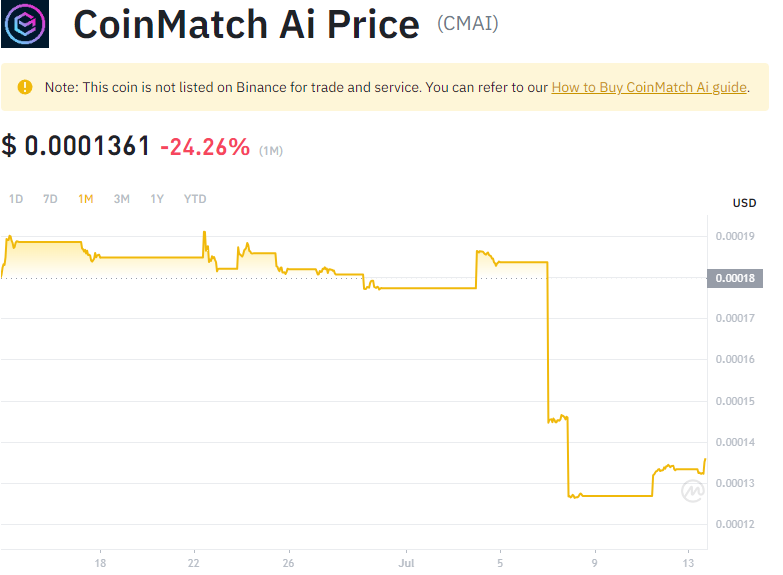 CoinMatch Ai Price (CMAI)
Note: This coin is not listed on Binance for trade and service. You can refer to our How to Buy CoinMatch Ai guide.
$ 0.0001361 -24.26% (1M)
1D 7D 1M 3M 1Y YTD
USD
0.00019
0.00018
0.00017
0.00016
0.00015
0.00014
0.00013
0.00012
18 22 26 Jul 5 9 13